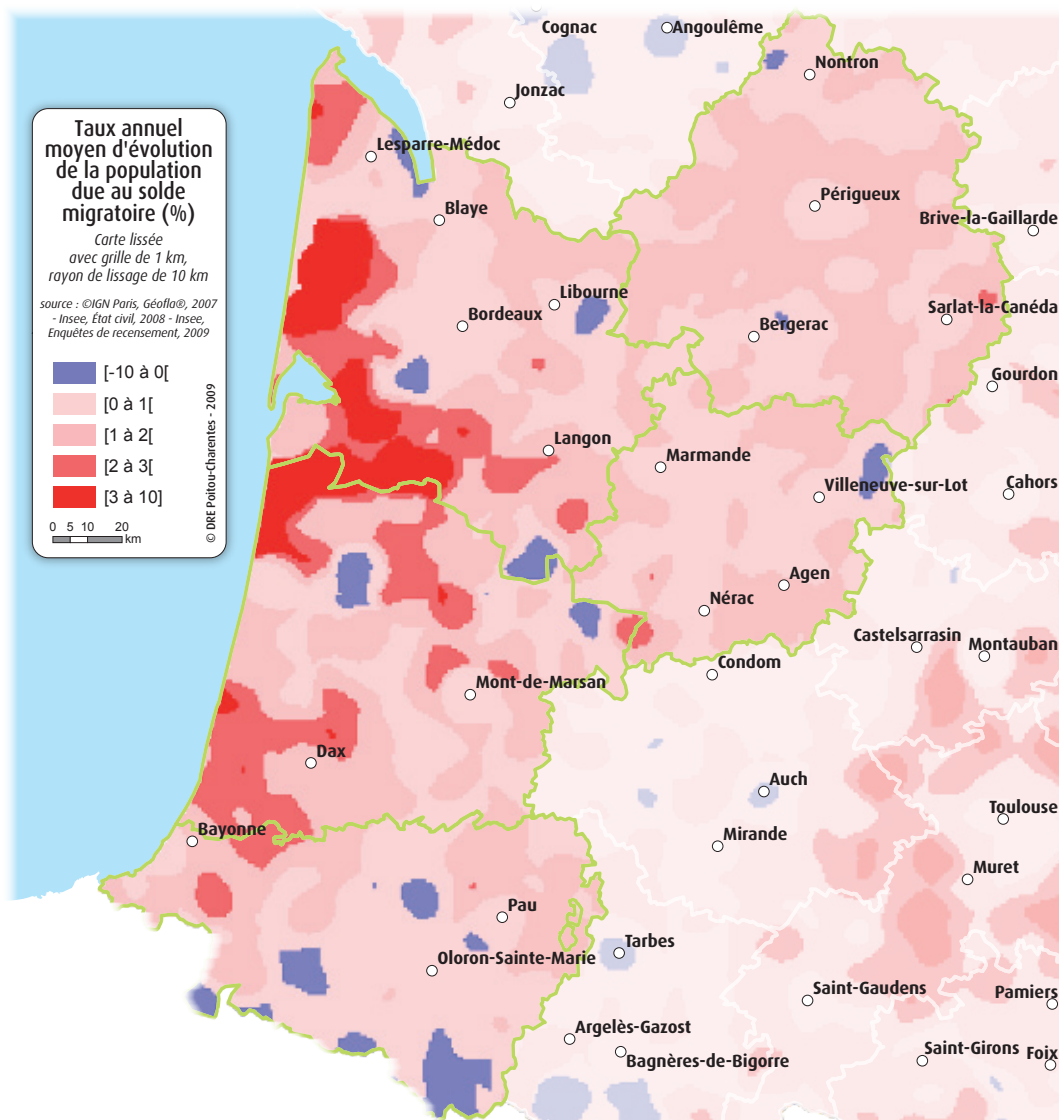 Taux annuel
moyen d'évolution
de la population
due au solde
migratoire (%)
Carte lissée
avec grille de 1 km,
rayon de lissage de 10 km
source : ©IGN Paris, Géofla®, 2007
- Insee, État civil, 2008 - Insee,
Enquêtes de recensement, 2009
[-10 à 0[
[0 à 1[
[1 à 2[
[2 à 3[
[3 à 10]
0 5 10 20
km
© DRE Poitou-Charentes - 2009
Cognac
Angoulême
Nontron
Jonzac
Lesparre-Médoc
Périgueux
Blaye
Brive-la-Gaillarde
Libourne
Bordeaux
Sarlat-la-Canéda
Bergerac
Gourdon
Langon
Marmande
Cahors
Villeneuve-sur-Lot
Agen
Nérac
Castelsarrasin
Montauban
Condom
Mont-de-Marsan
Dax
Auch
Toulouse
Bayonne
Mirande
Muret
Pau
Tarbes
Oloron-Sainte-Marie
Saint-Gaudens
Pamiers
Argelès-Gazost
Bagnères-de-Bigorre
Saint-Girons
Foix